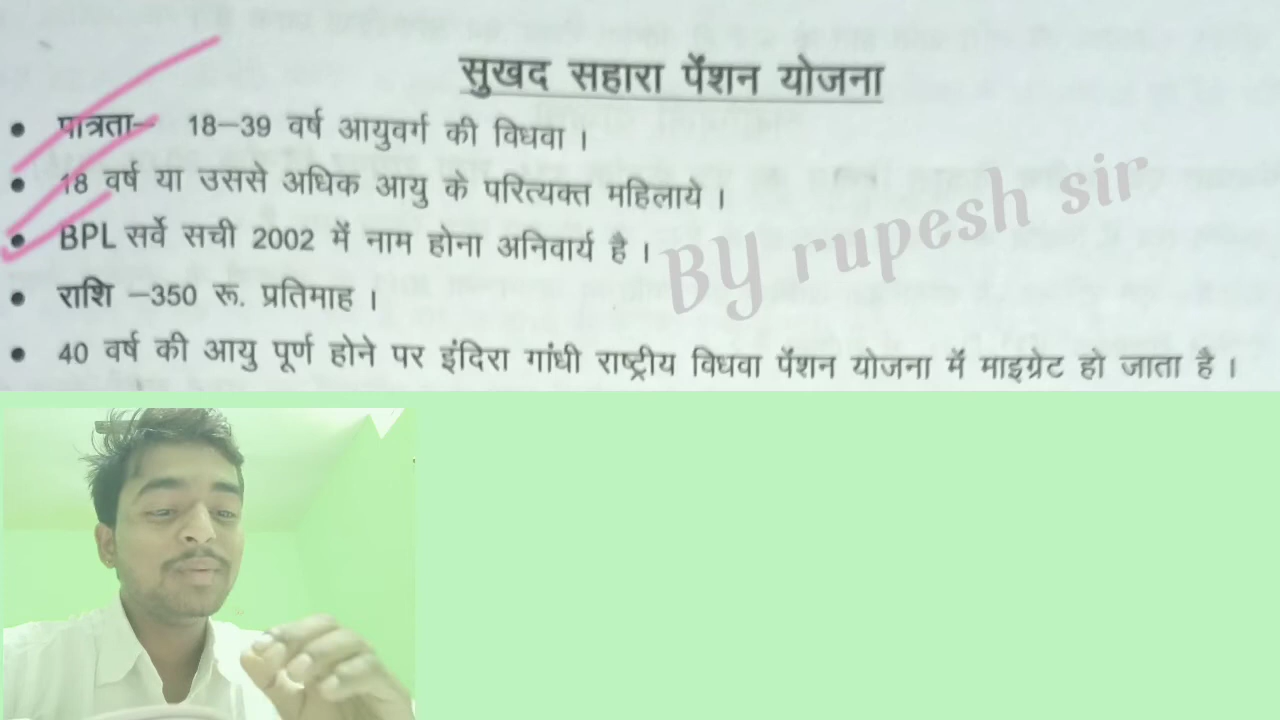 सुखद सहारा पेंशन योजना
• पात्रता– 18–39 वर्ष आयुवर्ग की विधवा ।
• 18 वर्ष या उससे अधिक आयु के परित्यक्त महिलाये ।
• BPL सर्वे सची 2002 में नाम होना अनिवार्य है ।
• राशि –350 रू. प्रतिमाह ।
• 40 वर्ष की आयु पूर्ण होने पर इंदिरा गांधी राष्ट्रीय विधवा पेंशन योजना में माइग्रेट हो जाता है ।
BY rupesh sir